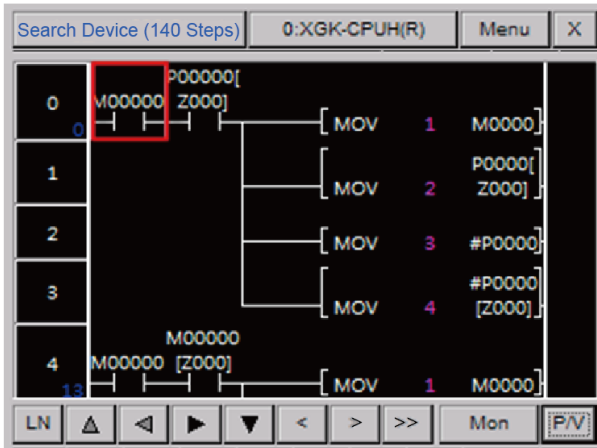 Search Device (140 Steps) 0:XGK-CPUH(R) Menu X
P00000[
0 M00000 Z000]
0 MOV 1 M0000
1 P0000[
MOV 2 Z000]
2 MOV 3 #P0000
#P0000
3 MOV 4 [Z000]
M00000
4 M00000 [Z000]
13 MOV 1 M0000
LN < > >> Mon P/V